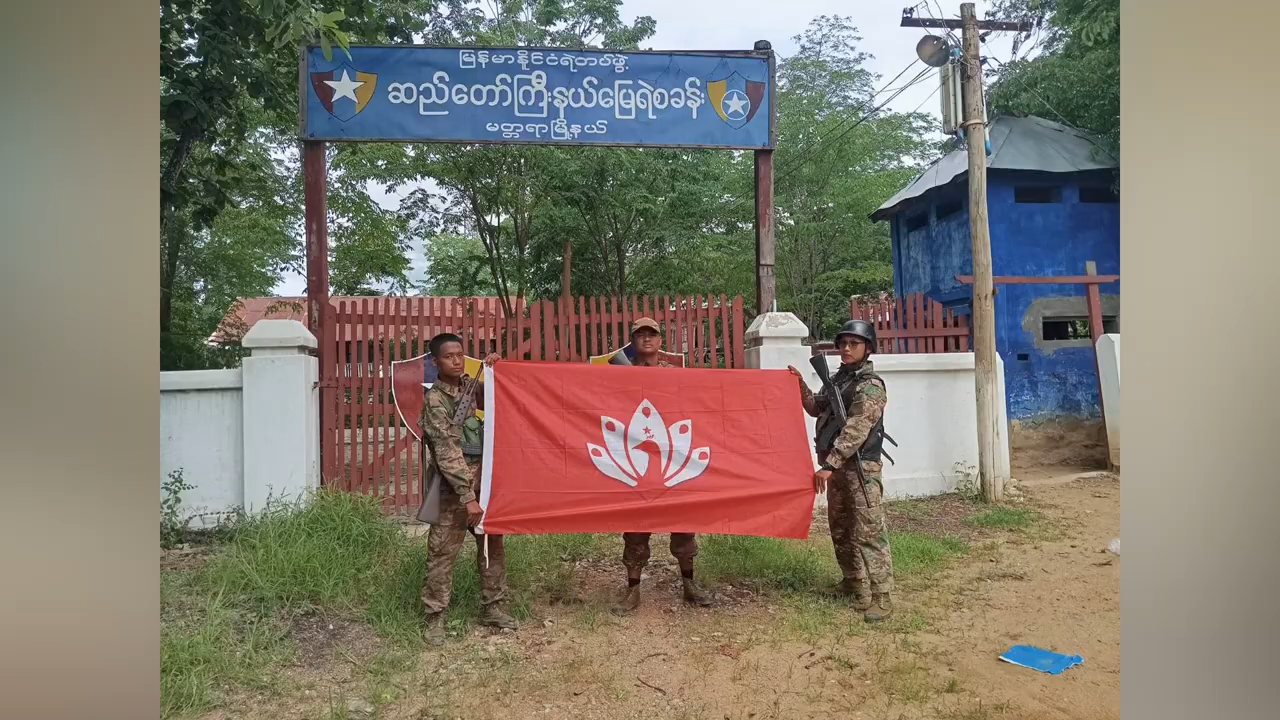 မြန်မာနိုင်ငံရဲတပ်ဖွဲ့
ဆည်တော်ကြီးနယ်မြေရဲစခန်း
မတ္တရာမြို့နယ်